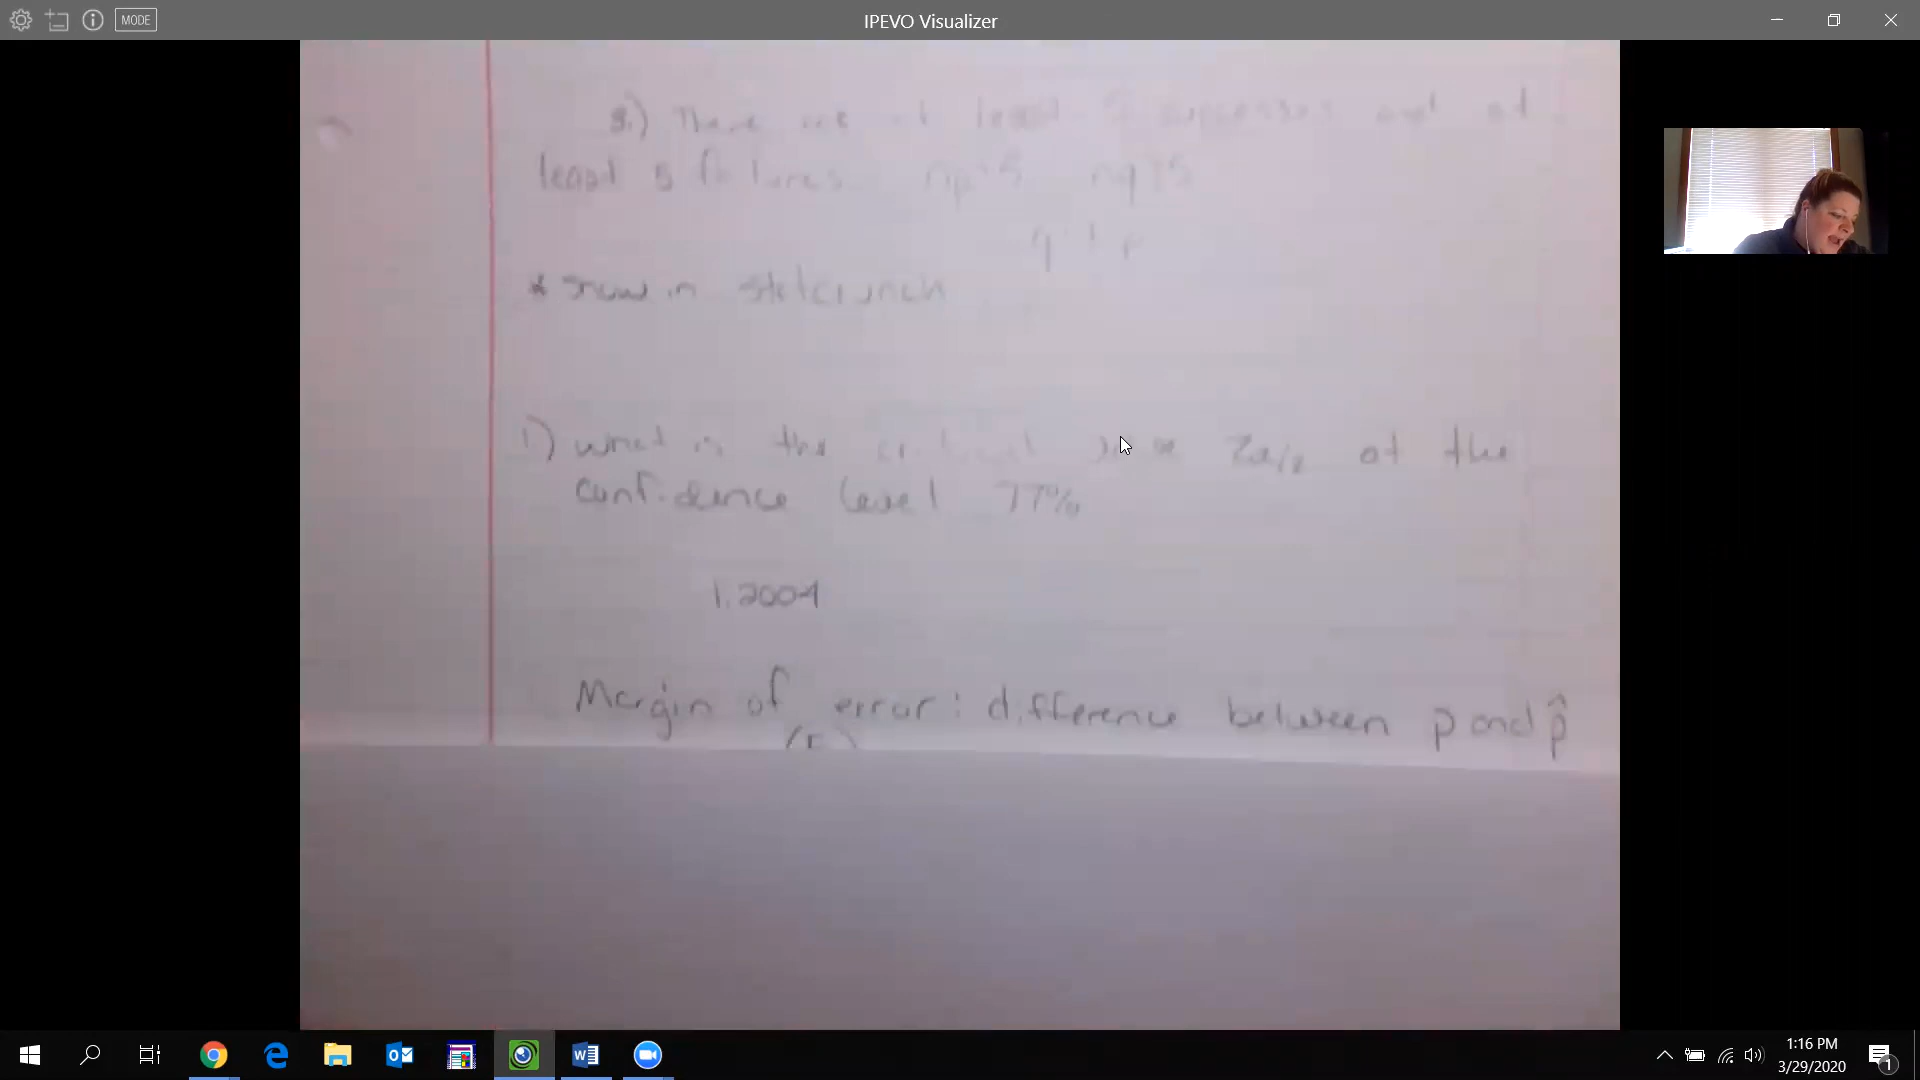 MODE
IPEVO Visualizer
3.) There are at least 5 successes and at
least 5 failures np≥5 nq≥5
q = 1 - p
* show in statcrunch
1.) what is the critical value Zα/2 at the
confidence level 77%
1.2004
Margin of error: difference between p and p̂
(E)
1:16 PM
3/29/2020
1